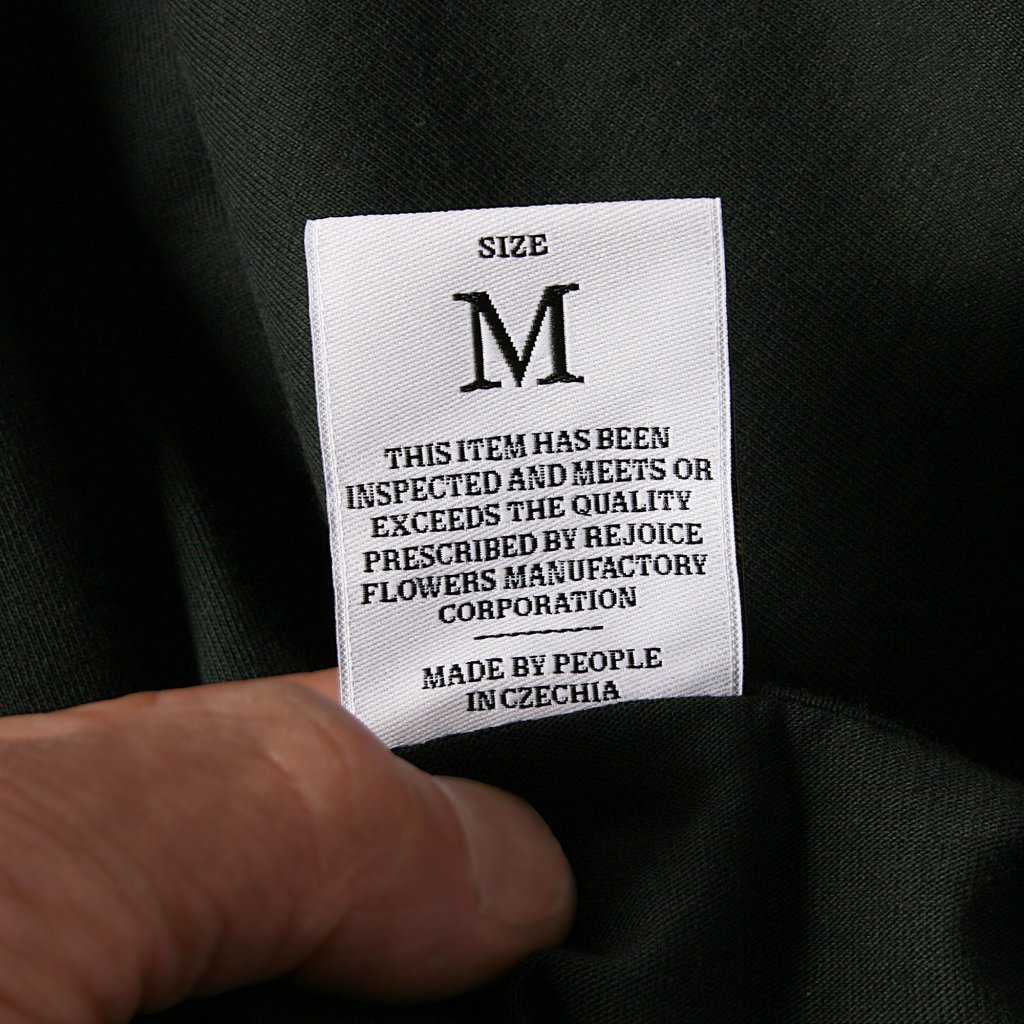 SIZE
M
THIS ITEM HAS BEEN
INSPECTED AND MEETS OR
EXCEEDS THE QUALITY
PRESCRIBED BY REJOICE
FLOWERS MANUFACTORY
CORPORATION
MADE BY PEOPLE
IN CZECHIA